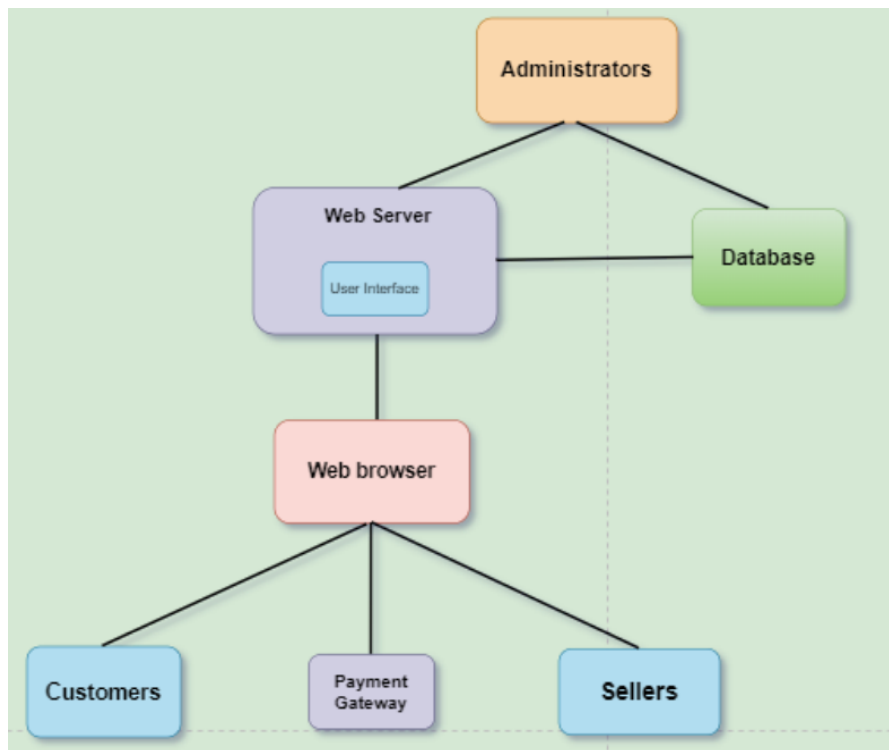 Administrators
Web Server
User Interface
Database
Web browser
Customers
Payment
Gateway
Sellers